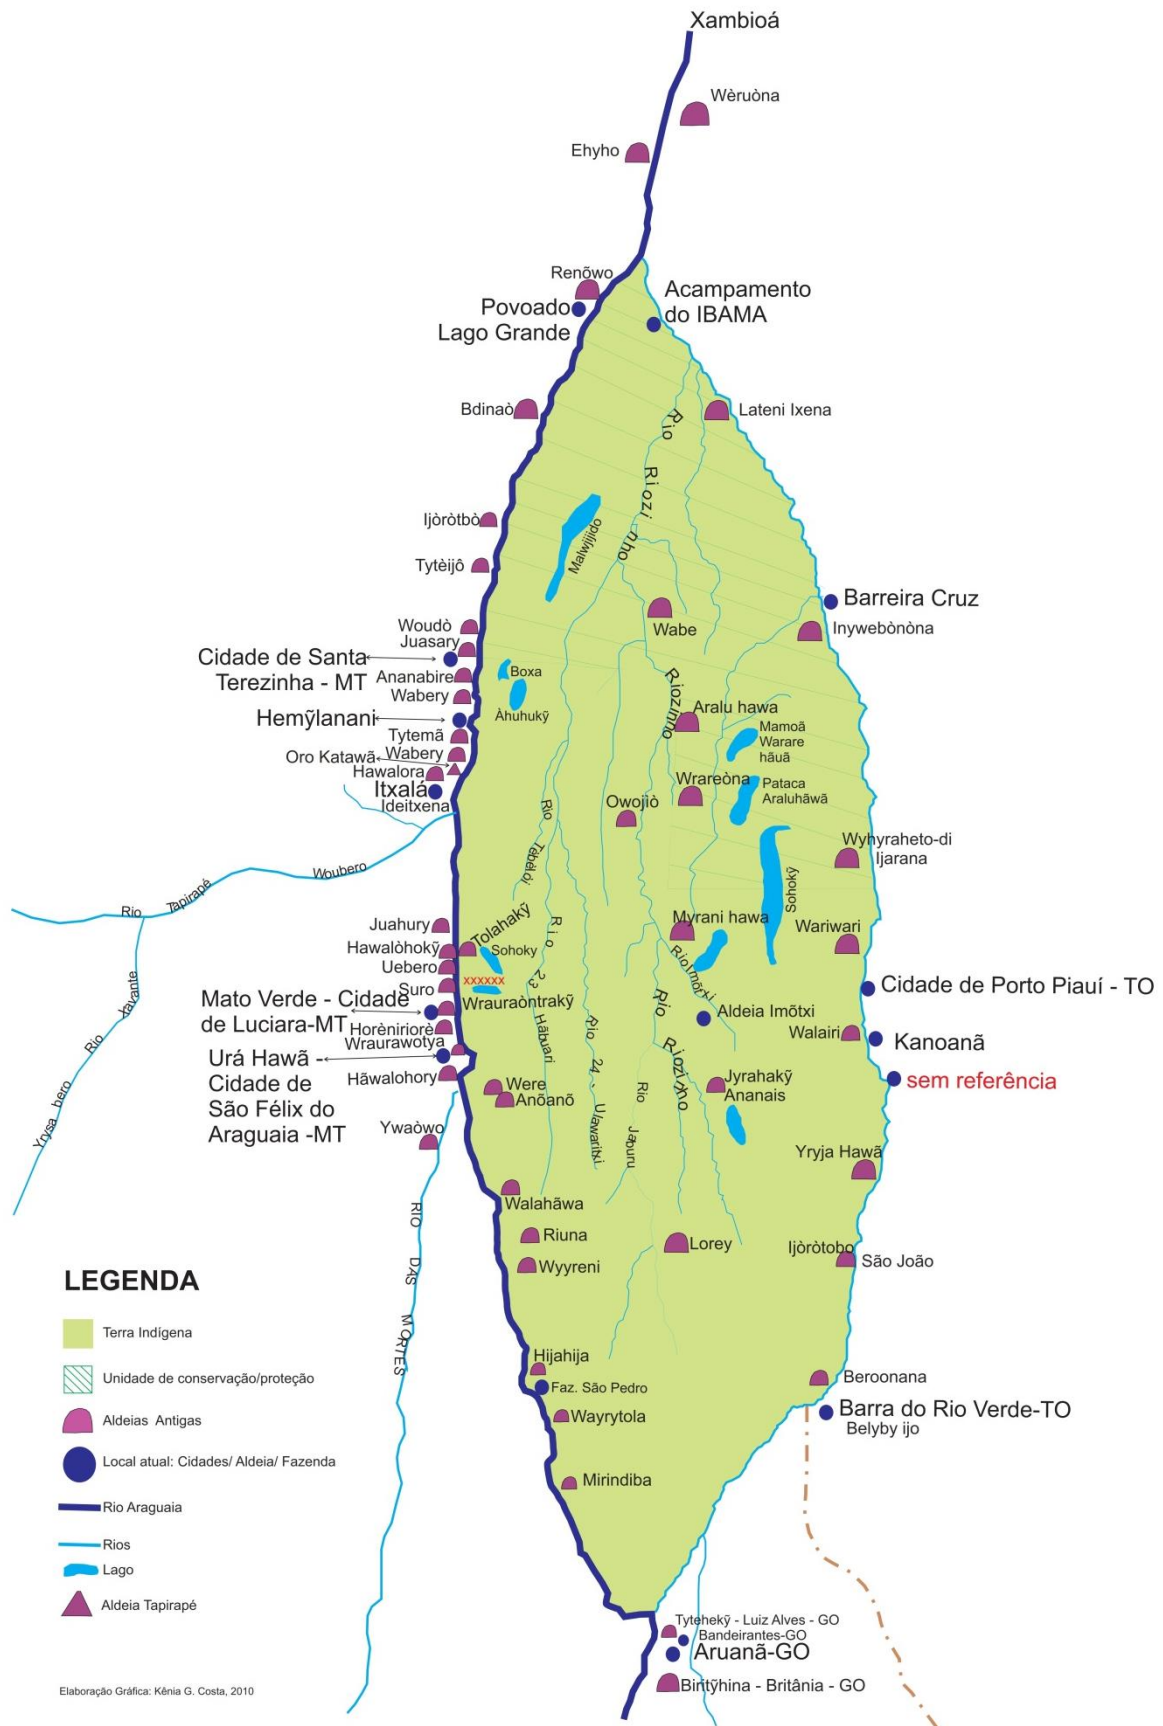 Xambioá
Wèruòna
Ehyho
Renõwo
Povoado
Lago Grande
Acampamento
do IBAMA
Bdinaò
Lateni Ixena
Rio
Riozinho
Ijòròtbò
Malwjijido
Tytèijô
Barreira Cruz
Wabe
Inywebònòna
Woudò
Juasary
Cidade de Santa
Terezinha - MT
Ananabire
Wabery
Boxa
Àhuhukỹ
Riozinho
Aralu hawa
Hemỹlanani
Tytemã
Mamoã
Warare
hãuã
Oro Katawã
Wabery
Hawalora
Itxalá
Ideitxena
Wrareòna
Pataca
Araluhãwã
Owojiò
Rio
Wyhyraheto-di
Ijarana
Woubero
Rio Tapirapé
Sohokỹ
Juahury
Tolahakỹ
Myrani hawa
Wariwari
Hawalòhokỹ
Sohoky
Uebero
xxxxxx
Suro
Wrauraòntrakỹ
Rio 23
Hãbuari
Rio Imõtxi
Cidade de Porto Piauí - TO
Mato Verde - Cidade
de Luciara-MT
Horèniriorè
Wraurawotya
Rio 24 .
Rio
Riozinho
Aldeia Imõtxi
Walairi
Kanoanã
Rio Xavante
Yrysa bero
Urá Hawã -
Cidade de
São Félix do
Araguaia -MT
Hãwalohory
Were
Anõanõ
Rio Jaburu
Jyrahakỹ
Ananais
sem referência
Ywaòwo
Yryja Hawã
Walahãwa
RIO DAS MORTES
Riuna
Lorey
Ijòròtobo
São João
Wyyreni
LEGENDA
Terra Indígena
Unidade de conservação/proteção
Aldeias Antigas
Local atual: Cidades/ Aldeia/ Fazenda
Rio Araguaia
Rios
Lago
Aldeia Tapirapé
Hijahija
Faz. São Pedro
Beroonana
Wayrytola
Barra do Rio Verde-TO
Belyby ijo
Mirindiba
Tytehekỹ - Luiz Alves - GO
Bandeirantes-GO
Aruanã-GO
Biritỹhina - Britânia - GO
Elaboração Gráfica: Kênia G. Costa, 2010